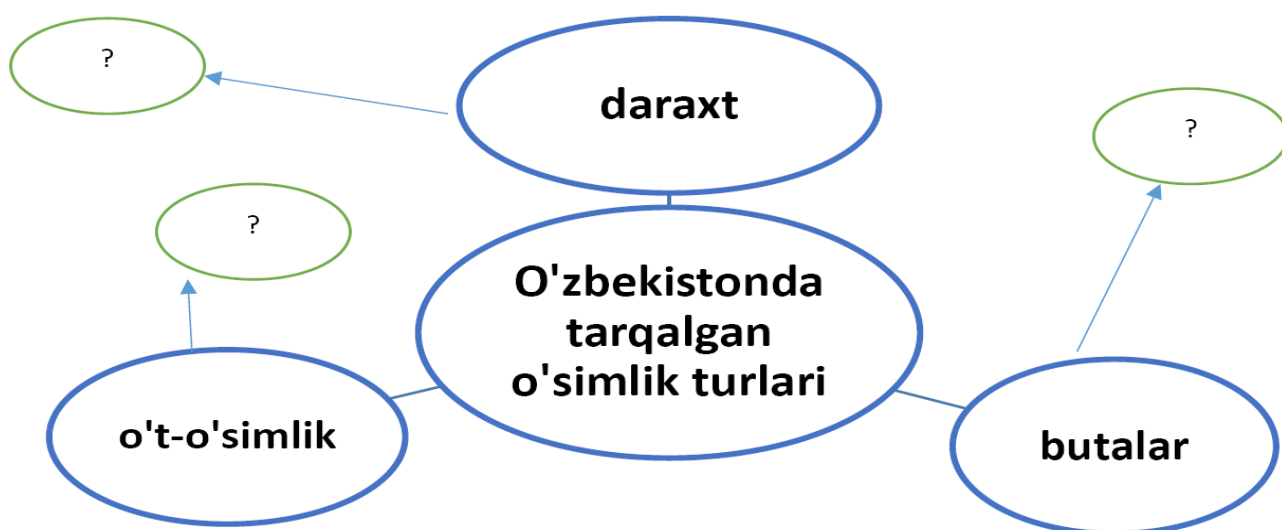 ?
daraxt
?
?
O'zbekistonda
tarqalgan
o'simlik turlari
o't-o'simlik
butalar